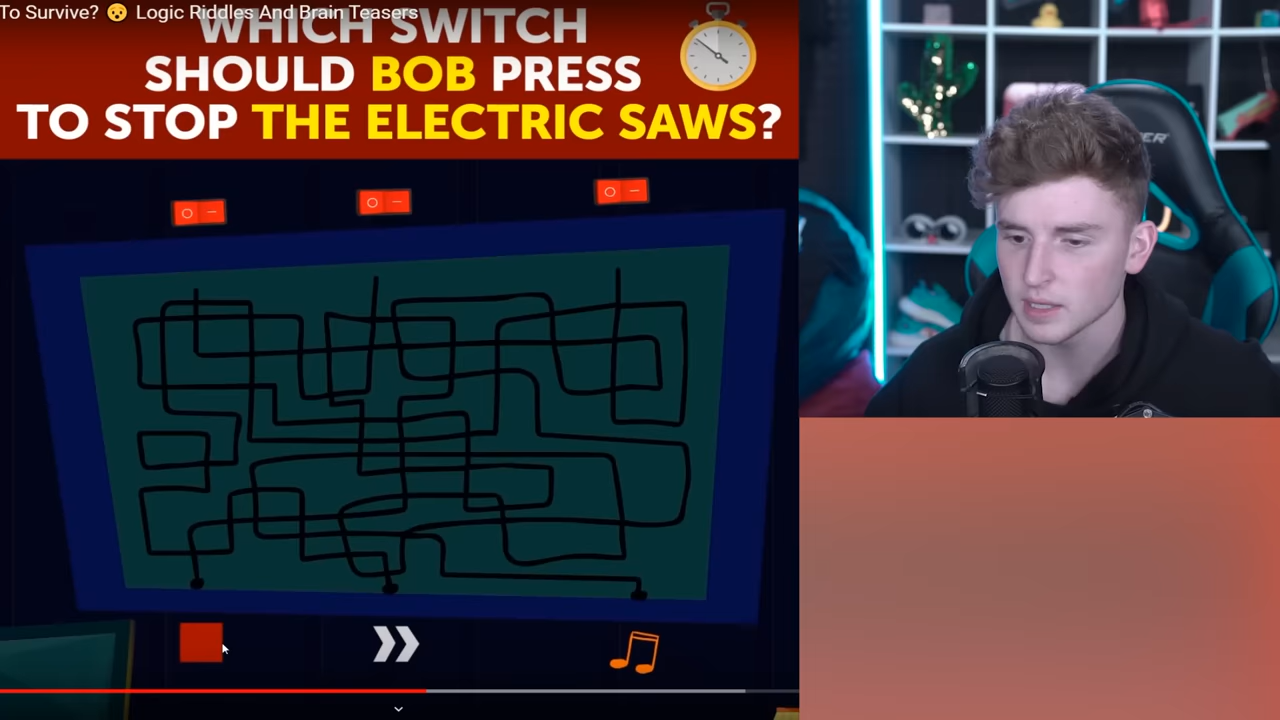 To Survive? 😯 Logic Riddles And Brain Teasers
WHICH SWITCH
SHOULD BOB PRESS
TO STOP THE ELECTRIC SAWS?